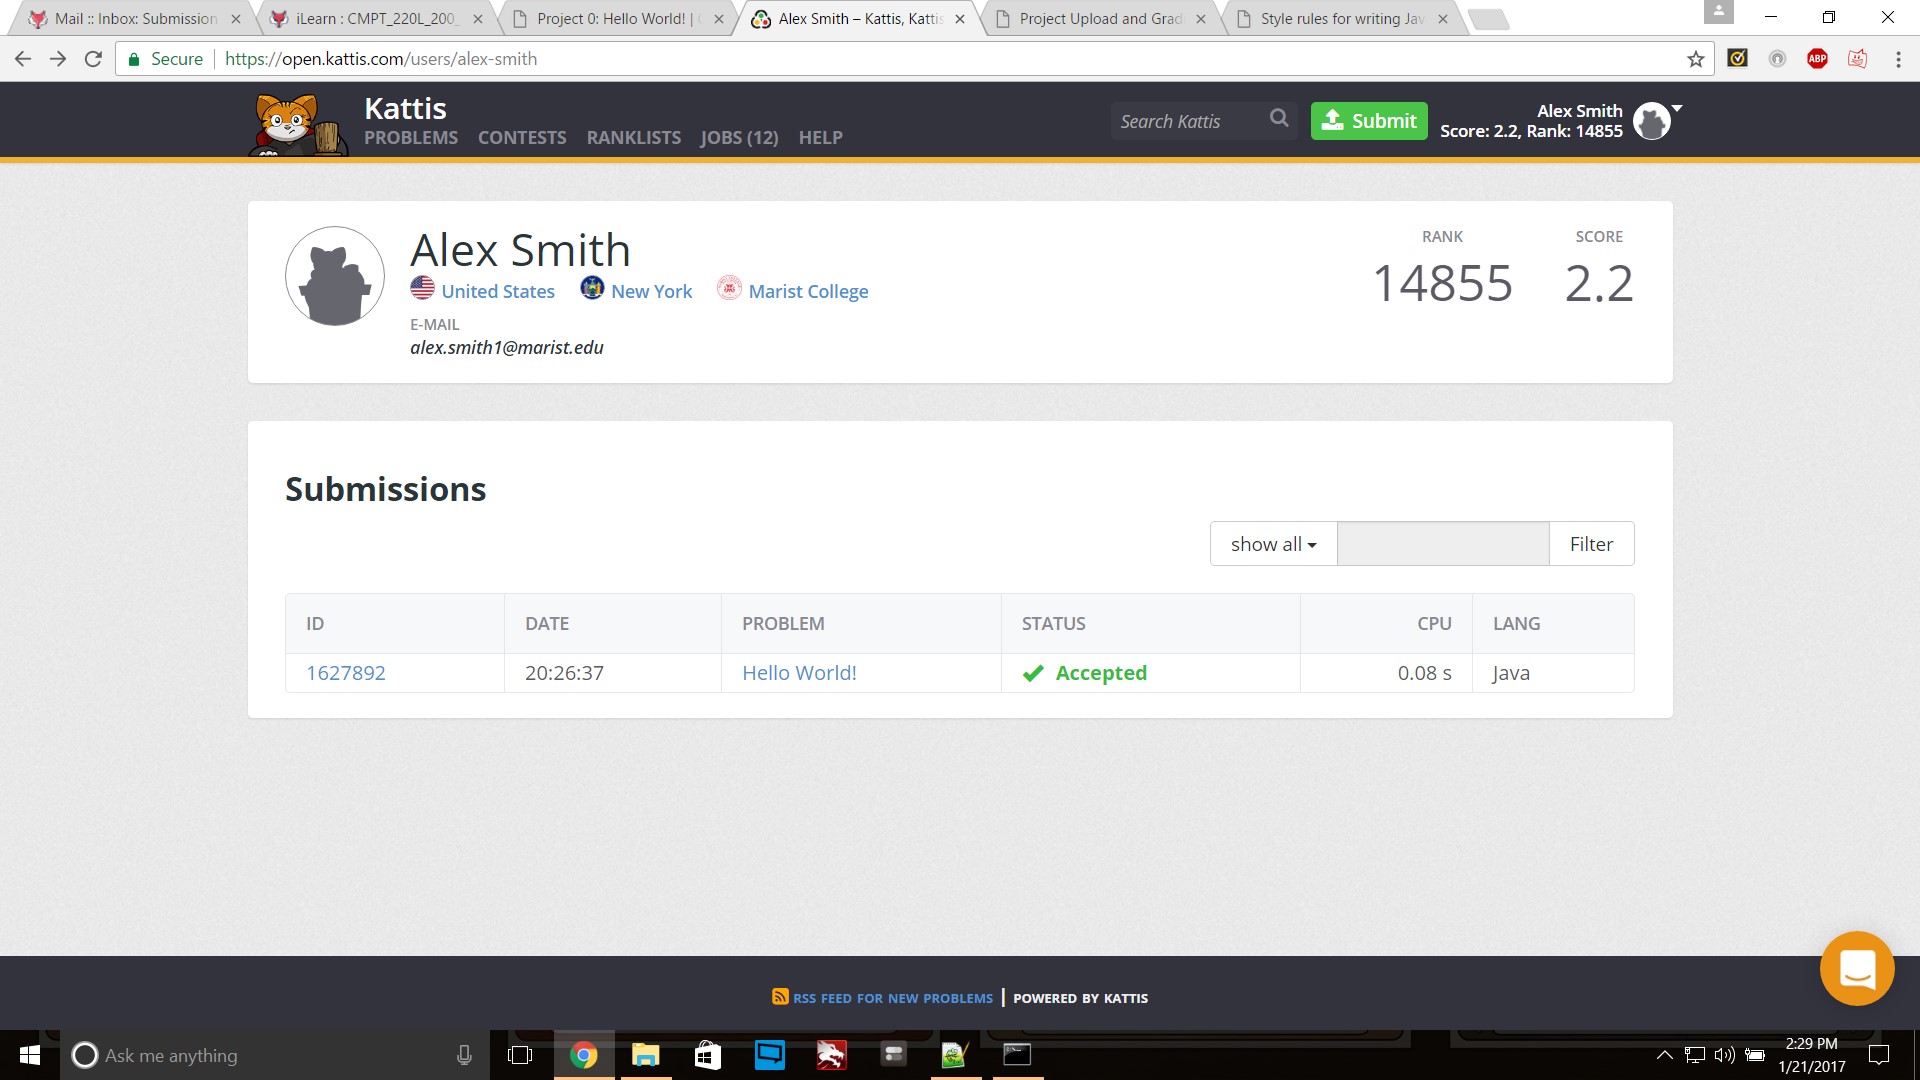 Mail :: Inbox: Submission
iLearn : CMPT_220L_200_
Project 0: Hello World! |
Alex Smith – Kattis, Kattis
Project Upload and Grad
Style rules for writing Jav
Secure
https://open.kattis.com/users/alex-smith
ABP
Kattis
PROBLEMS CONTESTS RANKLISTS JOBS (12) HELP
Search Kattis
Submit
Alex Smith
Score: 2.2, Rank: 14855
Alex Smith
United States New York Marist College
E-MAIL
alex.smith1@marist.edu
RANK
14855
SCORE
2.2
Submissions
show all
Filter
ID DATE PROBLEM STATUS CPU LANG
1627892 20:26:37 Hello World! Accepted 0.08 s Java
RSS FEED FOR NEW PROBLEMS | POWERED BY KATTIS
Ask me anything
2:29 PM
1/21/2017